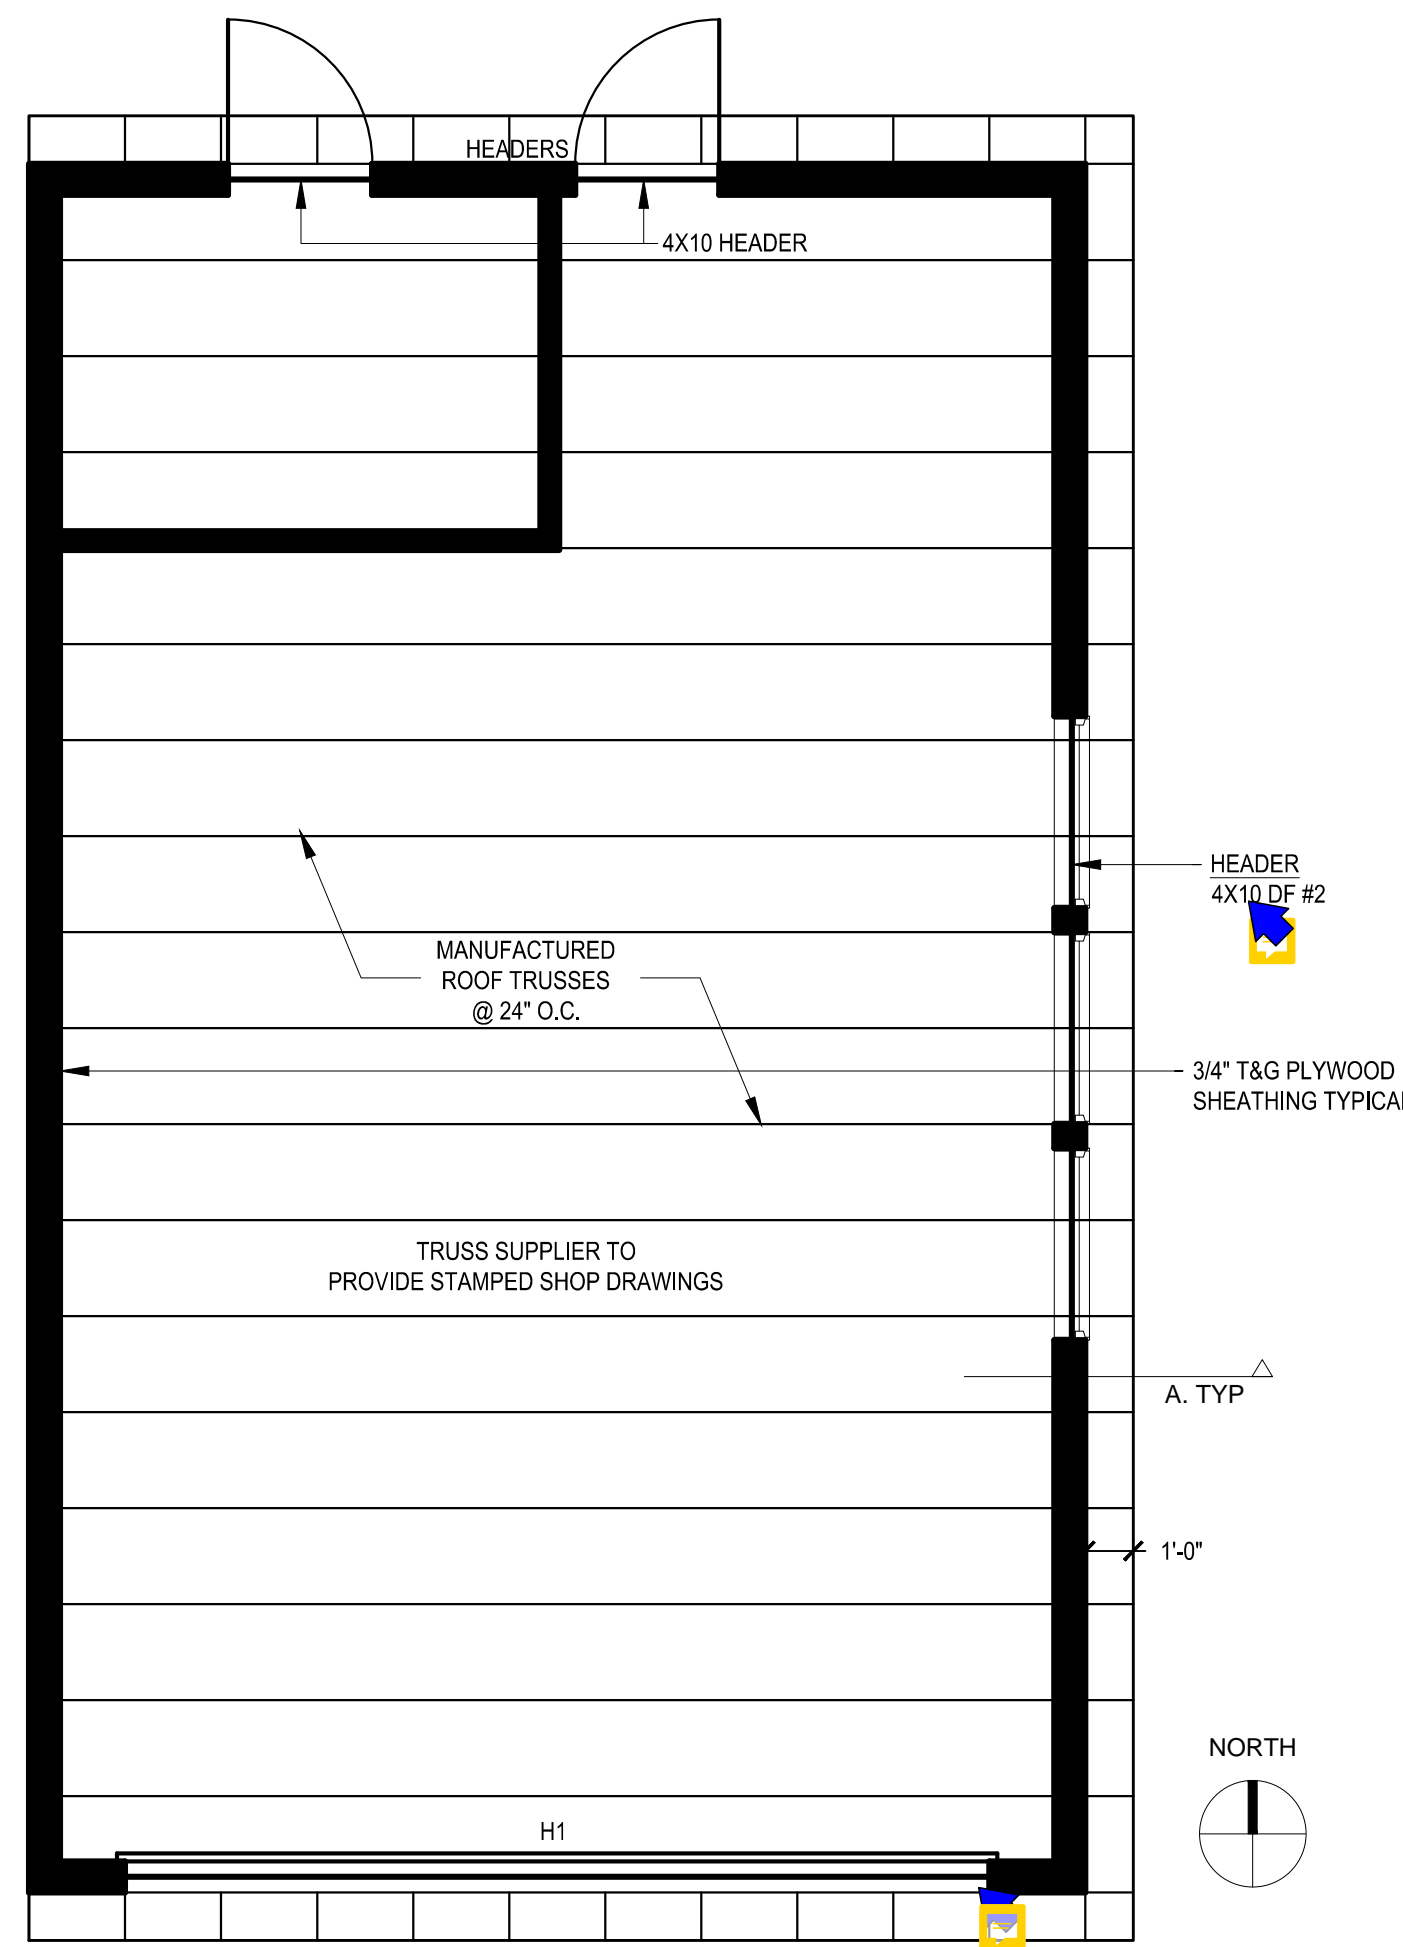 HEADERS
4X10 HEADER
HEADER
4X10 DF #2
MANUFACTURED
ROOF TRUSSES
@ 24" O.C.
3/4" T&G PLYWOOD
SHEATHING TYPICAL
TRUSS SUPPLIER TO
PROVIDE STAMPED SHOP DRAWINGS
A. TYP
1'-0"
NORTH
H1